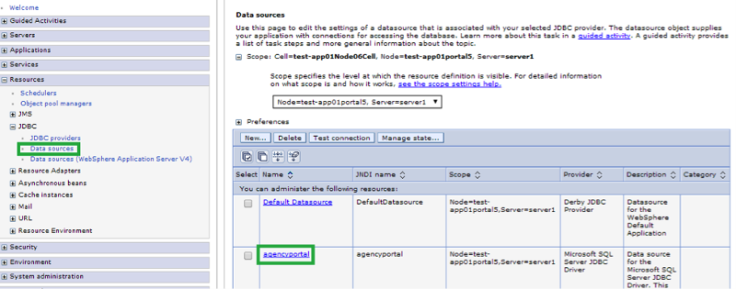 Welcome
Guided Activities
Servers
Applications
Services
Resources
Schedulers
Object pool managers
JMS
JDBC
JDBC providers
Data sources
Data sources (WebSphere Application Server V4)
Resource Adapters
Asynchronous beans
Cache instances
Mail
URL
Resource Environment
Security
Environment
System administration
Data sources
Use this page to edit the settings of a datasource that is associated with your selected JDBC provider. The datasource object supplies
your application with connections for accessing the database. Learn more about this task in a guided activity. A guided activity provides
a list of task steps and more general information about the topic.
Scope: Cell=test-app01Node06Cell, Node=test-app01portal5, Server=server1
Scope specifies the level at which the resource definition is visible. For detailed information
on what scope is and how it works, see the scope settings help.
Node=test-app01portal5, Server=server1
Preferences
New... Delete Test connection Manage state...
Select Name JNDI name Scope Provider Description Category
You can administer the following resources:
Default Datasource DefaultDatasource Node=test-app01portal5,Server=server1 Derby JDBC Provider Datasource for the WebSphere Default Application
agencyportal agencyportal Node=test-app01portal5,Server=server1 Microsoft SQL Server JDBC Driver Data source for the Microsoft SQL Server JDBC Driver. This